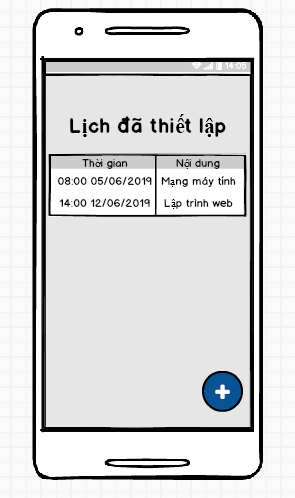 14:05
Lịch đã thiết lập
Thời gian Nội dung
08:00 05/06/2019 Mạng máy tính
14:00 12/06/2019 Lập trình web